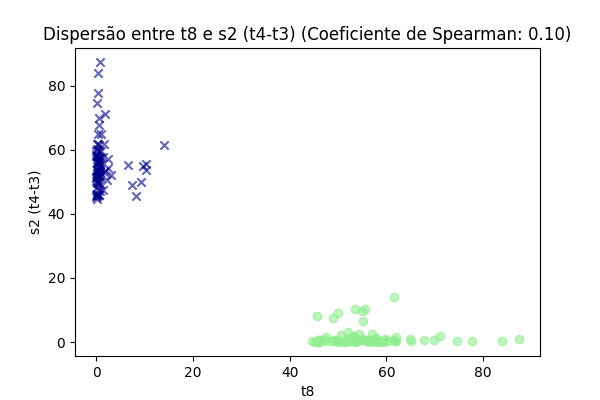 Dispersão entre t8 e s2 (t4-t3) (Coeficiente de Spearman: 0.10)
80
60
40
20
0
s2 (t4-t3)
0 20 40 60 80
t8